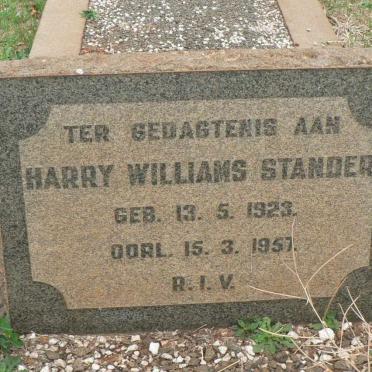 TER GEDAGTENIS AAN
HARRY WILLIAMS STANDER
GEB. 13. 5. 1923.
OORL. 15. 3. 1957.
R. I. V.